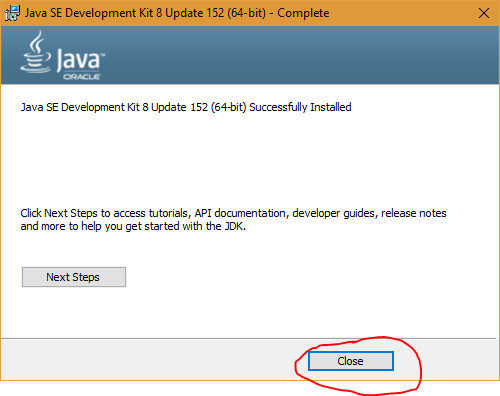 Java SE Development Kit 8 Update 152 (64-bit) - Complete
Java™
ORACLE
Java SE Development Kit 8 Update 152 (64-bit) Successfully Installed
Click Next Steps to access tutorials, API documentation, developer guides, release notes
and more to help you get started with the JDK.
Next Steps
Close